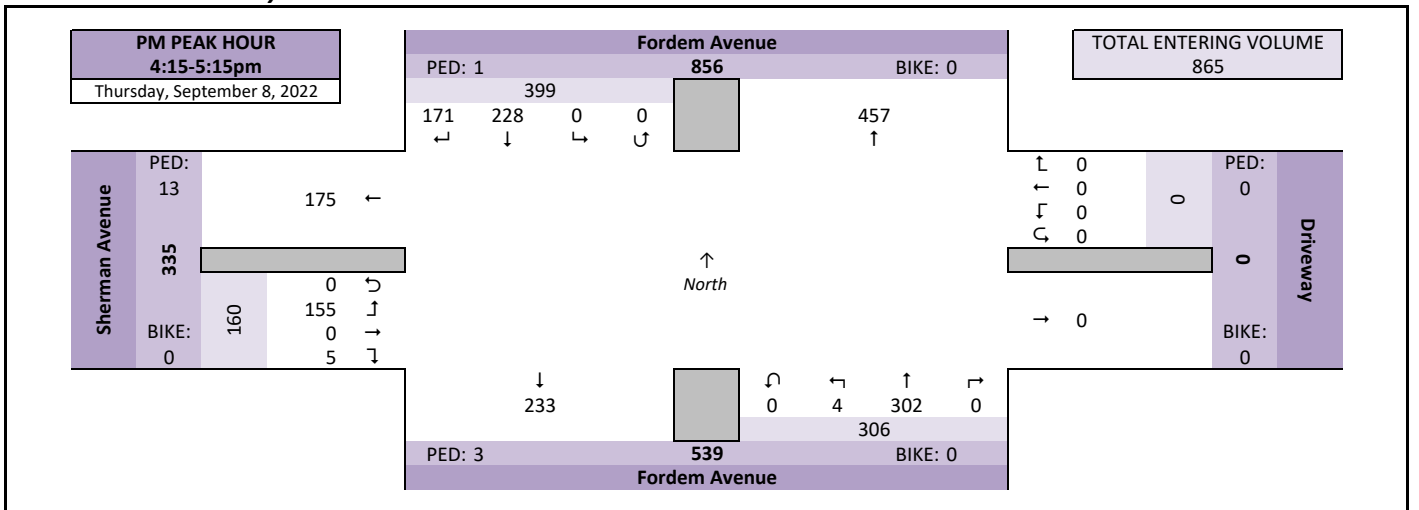 PM PEAK HOUR
4:15-5:15pm
Thursday, September 8, 2022
Fordem Avenue
PED: 1 856 BIKE: 0
399
171 228 0 0
↵ ↓ ↳ ↺
457
↑
TOTAL ENTERING VOLUME
865
Sherman Avenue
PED:
13
335
BIKE:
0
175 ←
160
0 ⮌
155 ↰
0 →
5 ↴
↑
North
↱ 0
← 0
↲ 0
⮎ 0
0
→ 0
PED:
0
0
BIKE:
0
Driveway
↓
233
↶ ↰ ↑ ↱
0 4 302 0
306
PED: 3 539 BIKE: 0
Fordem Avenue